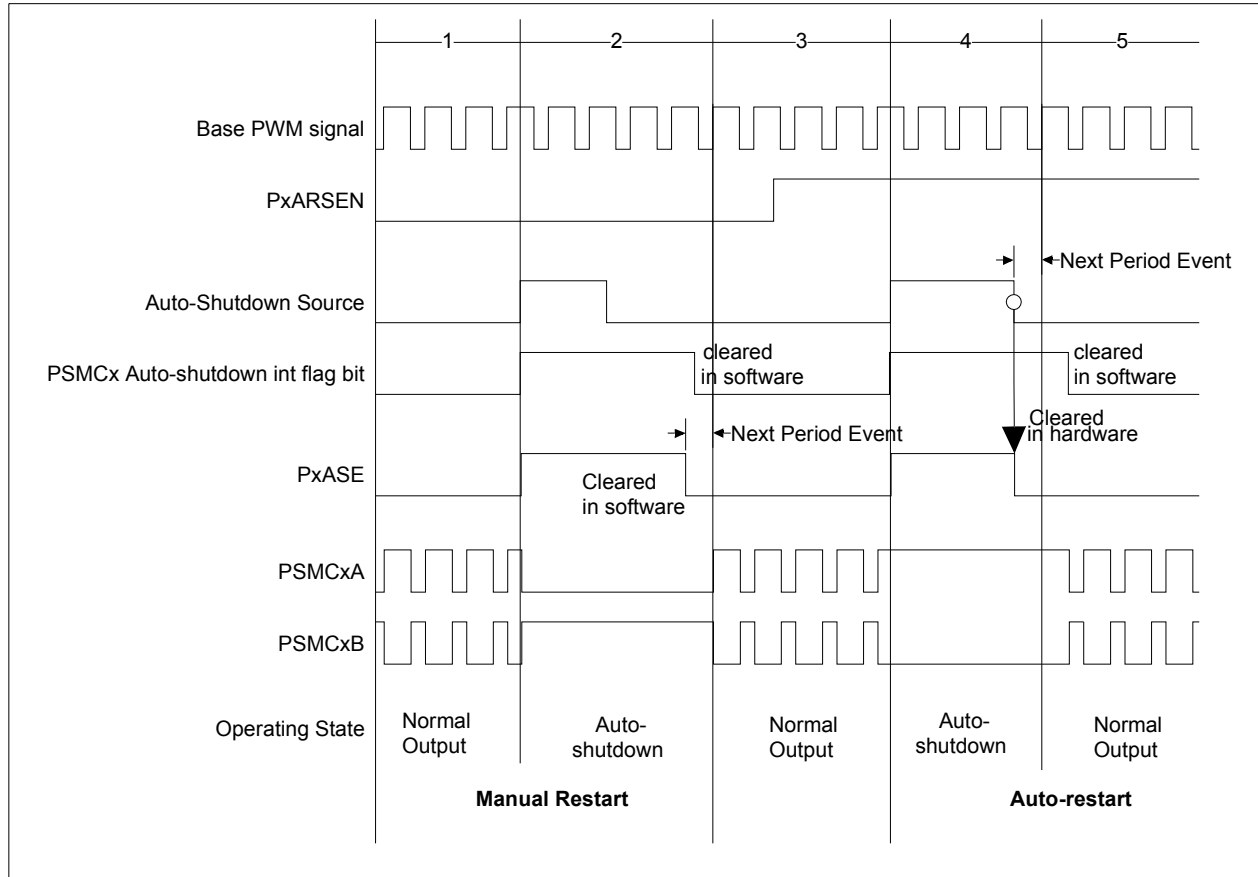 1 2 3 4 5
Base PWM signal
PxARSEN
Next Period Event
Auto-Shutdown Source
cleared
in software
cleared
in software
PSMCx Auto-shutdown int flag bit
Next Period Event
Cleared
in hardware
PxASE
Cleared
in software
PSMCxA
PSMCxB
Operating State
Normal
Output
Auto-
shutdown
Normal
Output
Auto-
shutdown
Normal
Output
Manual Restart
Auto-restart